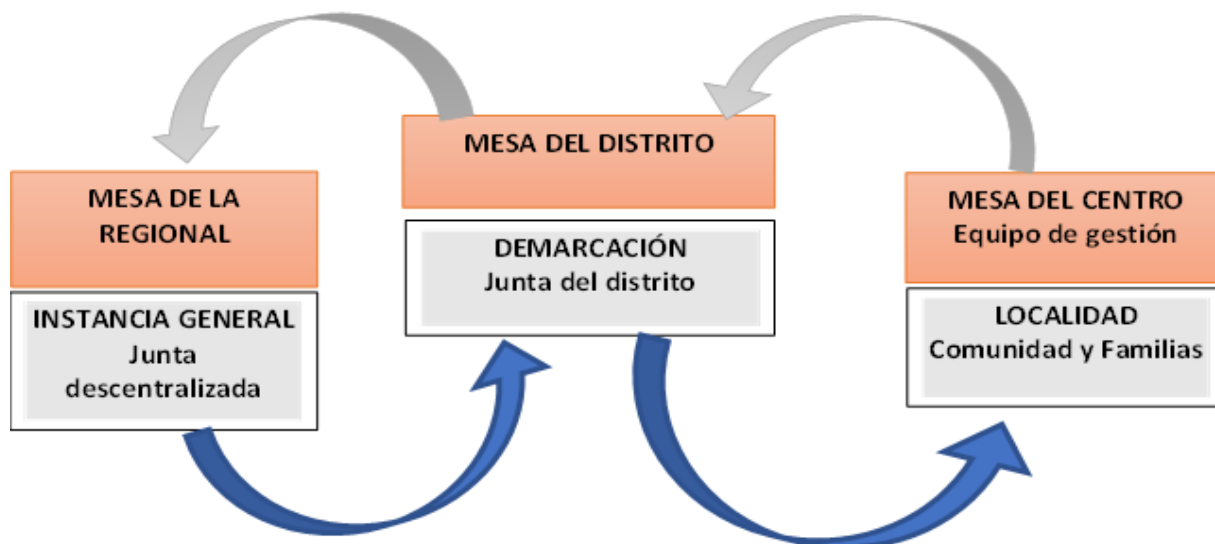 MESA DE LA
REGIONAL
INSTANCIA GENERAL
Junta
descentralizada
MESA DEL DISTRITO
DEMARCACIÓN
Junta del distrito
MESA DEL CENTRO
Equipo de gestión
LOCALIDAD
Comunidad y Familias